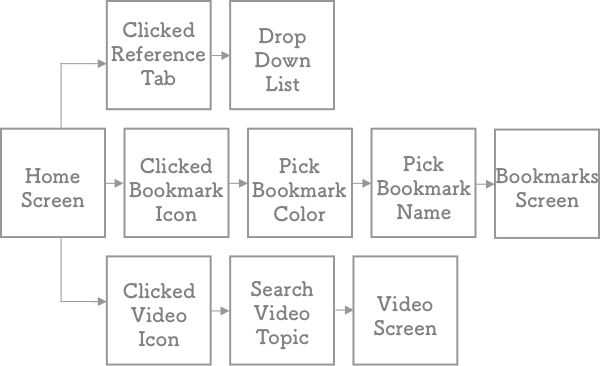 Clicked
Reference
Tab
Drop
Down
List
Home
Screen
Clicked
Bookmark
Icon
Pick
Bookmark
Color
Pick
Bookmark
Name
Bookmarks
Screen
Clicked
Video
Icon
Search
Video
Topic
Video
Screen